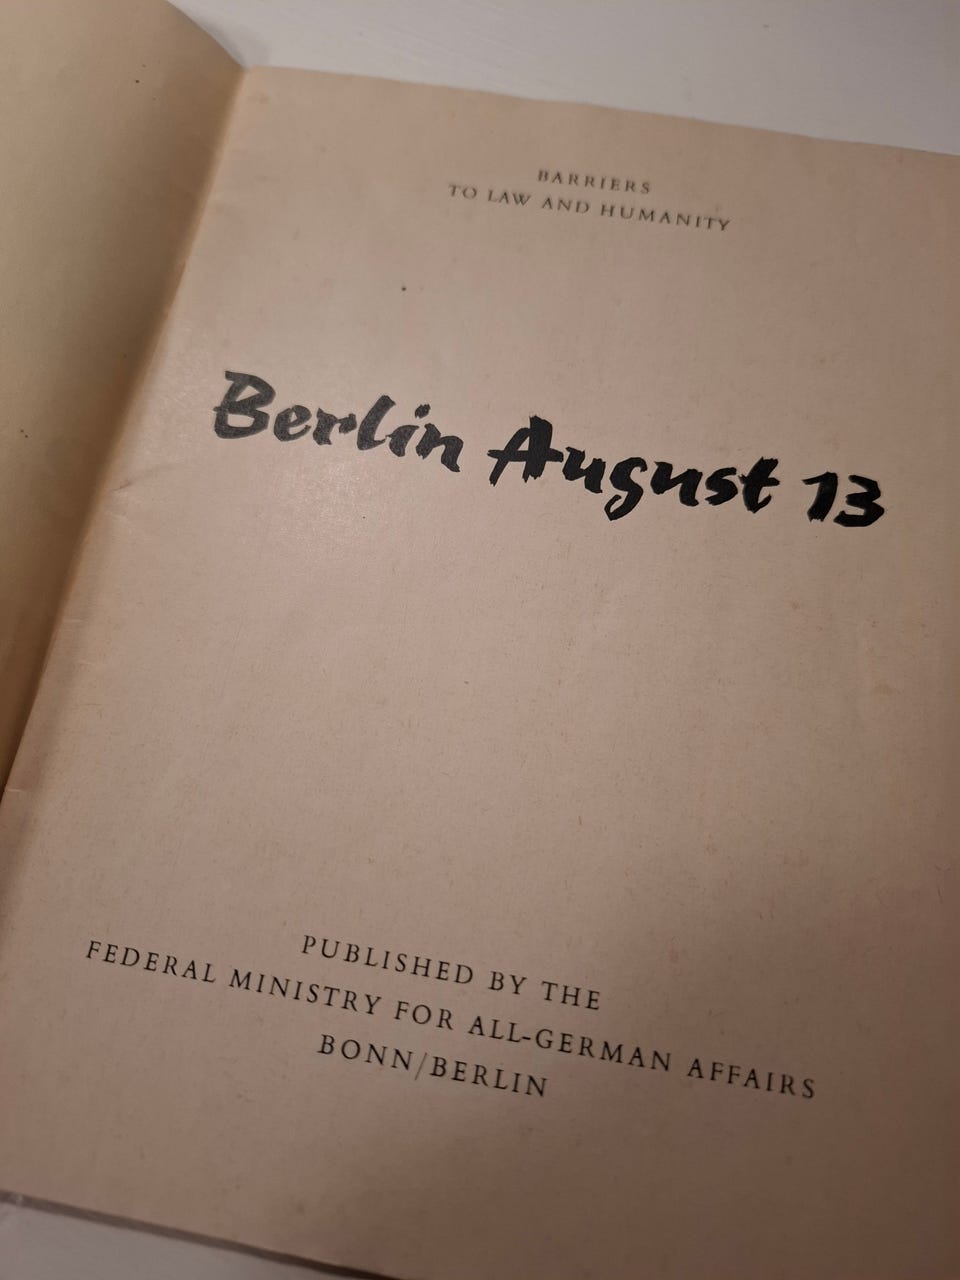 BARRIERS
TO LAW AND HUMANITY
Berlin August 13
PUBLISHED BY THE
FEDERAL MINISTRY FOR ALL-GERMAN AFFAIRS
BONN/BERLIN